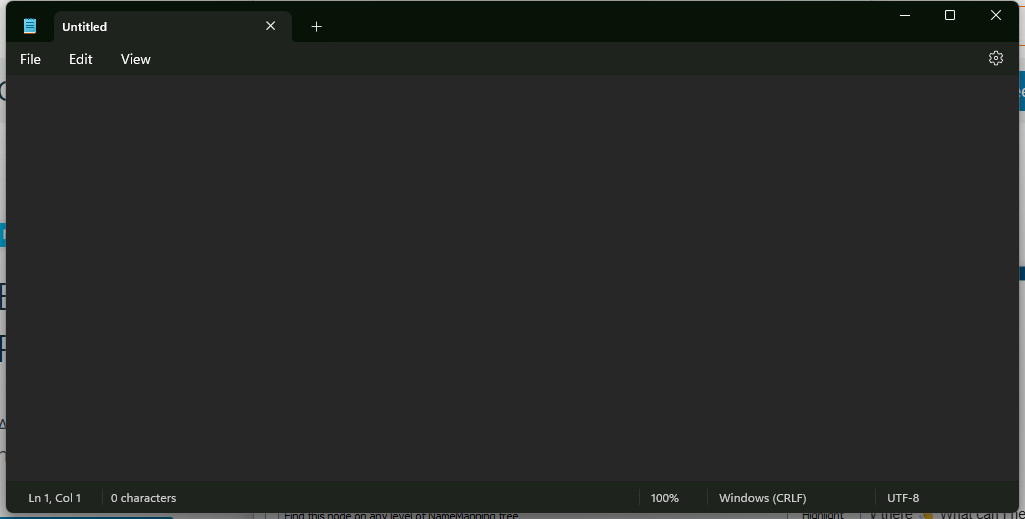 Untitled
File Edit View
Ln 1, Col 1 0 characters 100% Windows (CRLF) UTF-8
Find this node on any level of NameMapping tree Highlight there What can I he